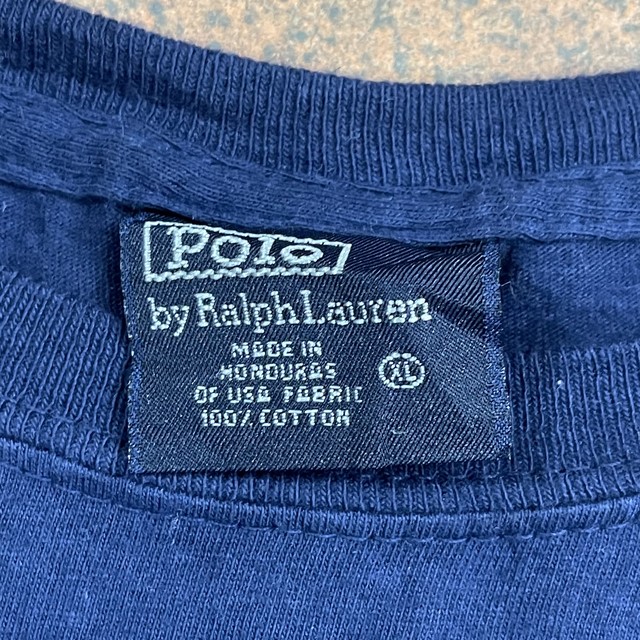 Polo
by Ralph Lauren
MADE IN
HONDURAS
OF USA FABRIC
100% COTTON
XL